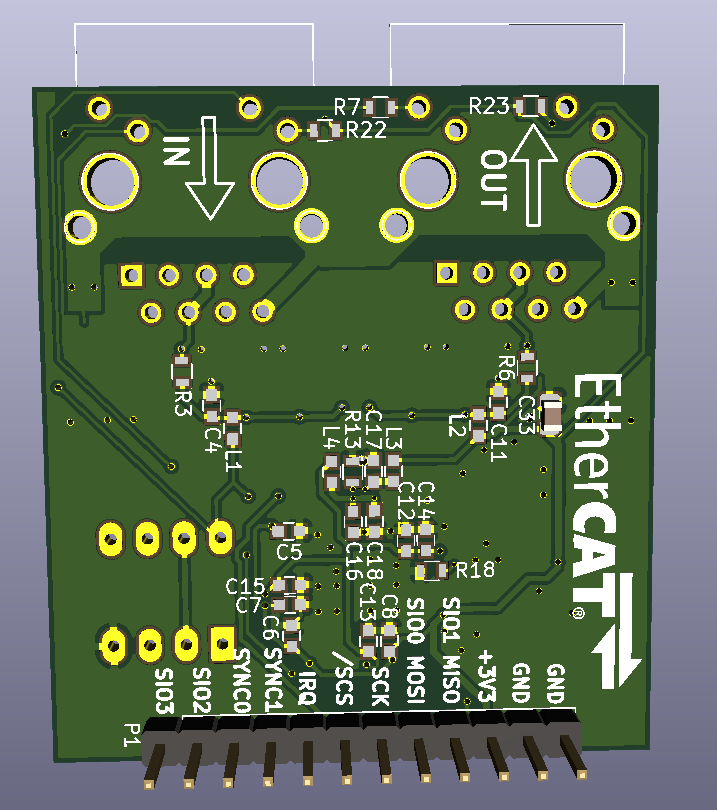 R7
R23
R22
IN
OUT
R3
C4
L1
R6
C33
L2
C11
EtherCAT®
L4
R13
C17
L3
C12
C14
C5
C16
C18
R18
C15
C7
C6
C13
C8
SIO3
SIO2
SYNC0
SYNC1
IRQ
/SCS
SCK
SIO0 MOSI
SIO1 MISO
+3V3
GND
GND
P1